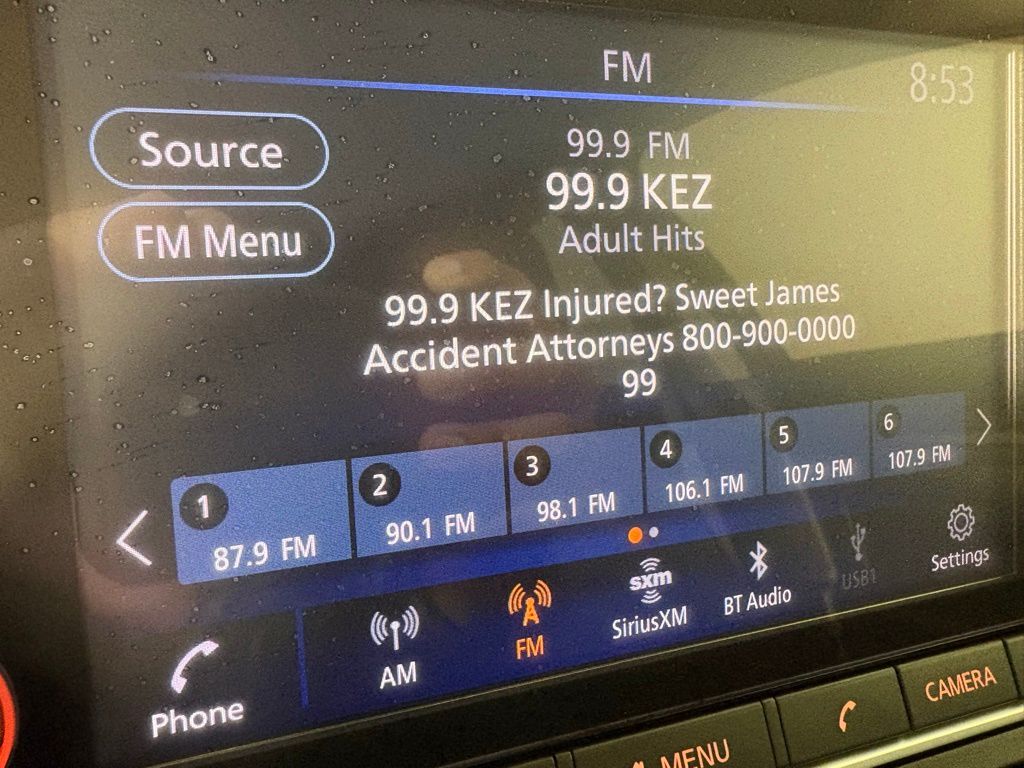 FM
8:53
Source
FM Menu
99.9 FM
99.9 KEZ
Adult Hits
99.9 KEZ Injured? Sweet James
Accident Attorneys 800-900-0000
99
1
87.9 FM
2
90.1 FM
3
98.1 FM
4
106.1 FM
5
107.9 FM
6
107.9 FM
Phone
AM
FM
sxm
SiriusXM
BT Audio
USB1
Settings
MENU
CAMERA